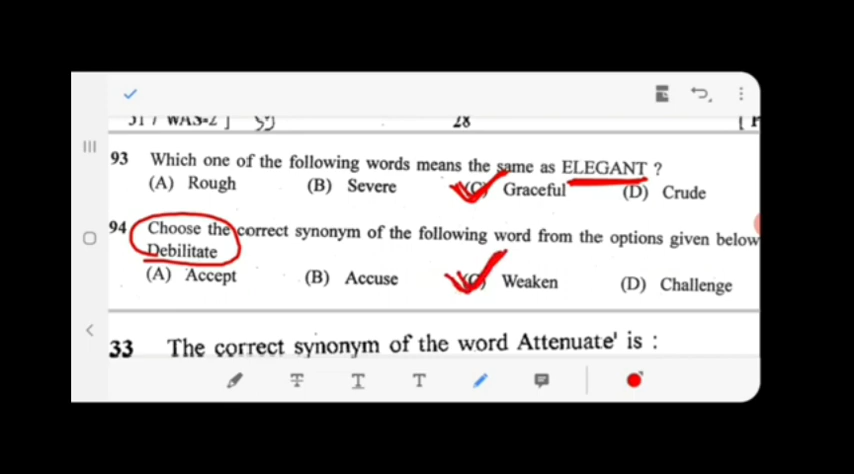 28
93 Which one of the following words means the same as ELEGANT ?
(A) Rough (B) Severe (C) Graceful (D) Crude
94 Choose the correct synonym of the following word from the options given below
Debilitate
(A) Accept (B) Accuse (C) Weaken (D) Challenge
33 The correct synonym of the word Attenuate' is :